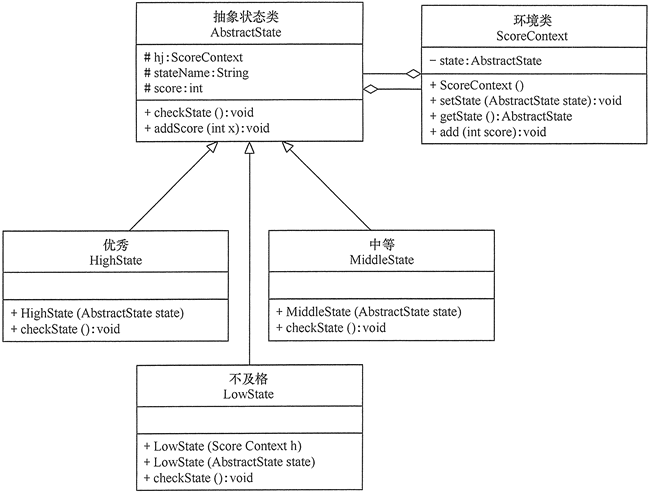 抽象状态类
AbstractState
# hj:ScoreContext
# stateName:String
# score:int
+ checkState ():void
+ addScore (int x):void
环境类
ScoreContext
− state:AbstractState
+ ScoreContext ()
+ setState (AbstractState state):void
+ getState ():AbstractState
+ add (int score):void
优秀
HighState
+ HighState (AbstractState state)
+ checkState ():void
中等
MiddleState
+ MiddleState (AbstractState state)
+ checkState ():void
不及格
LowState
+ LowState (Score Context h)
+ LowState (AbstractState state)
+ checkState ():void